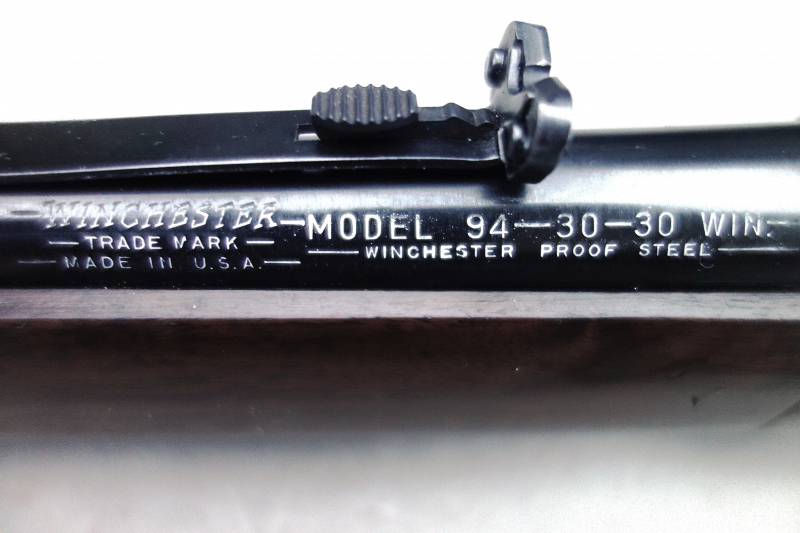 —WINCHESTER—MODEL 94—30—30 WIN.—
—TRADE MARK— —WINCHESTER PROOF STEEL—
—MADE IN U.S.A.—